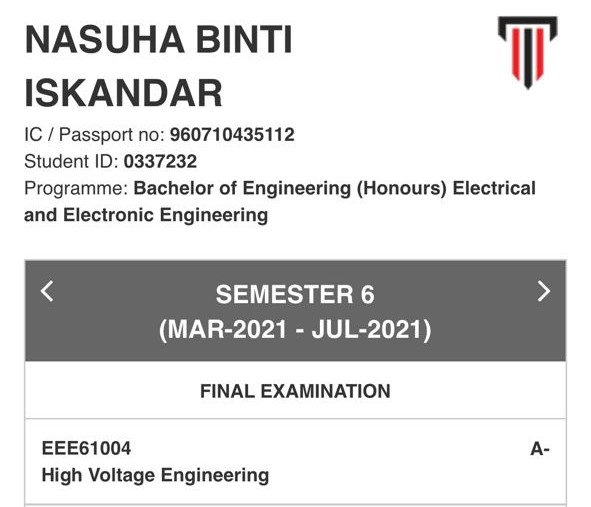 NASUHA BINTI
ISKANDAR
IC / Passport no: 960710435112
Student ID: 0337232
Programme: Bachelor of Engineering (Honours) Electrical
and Electronic Engineering
SEMESTER 6
(MAR-2021 - JUL-2021)
FINAL EXAMINATION
EEE61004 A-
High Voltage Engineering